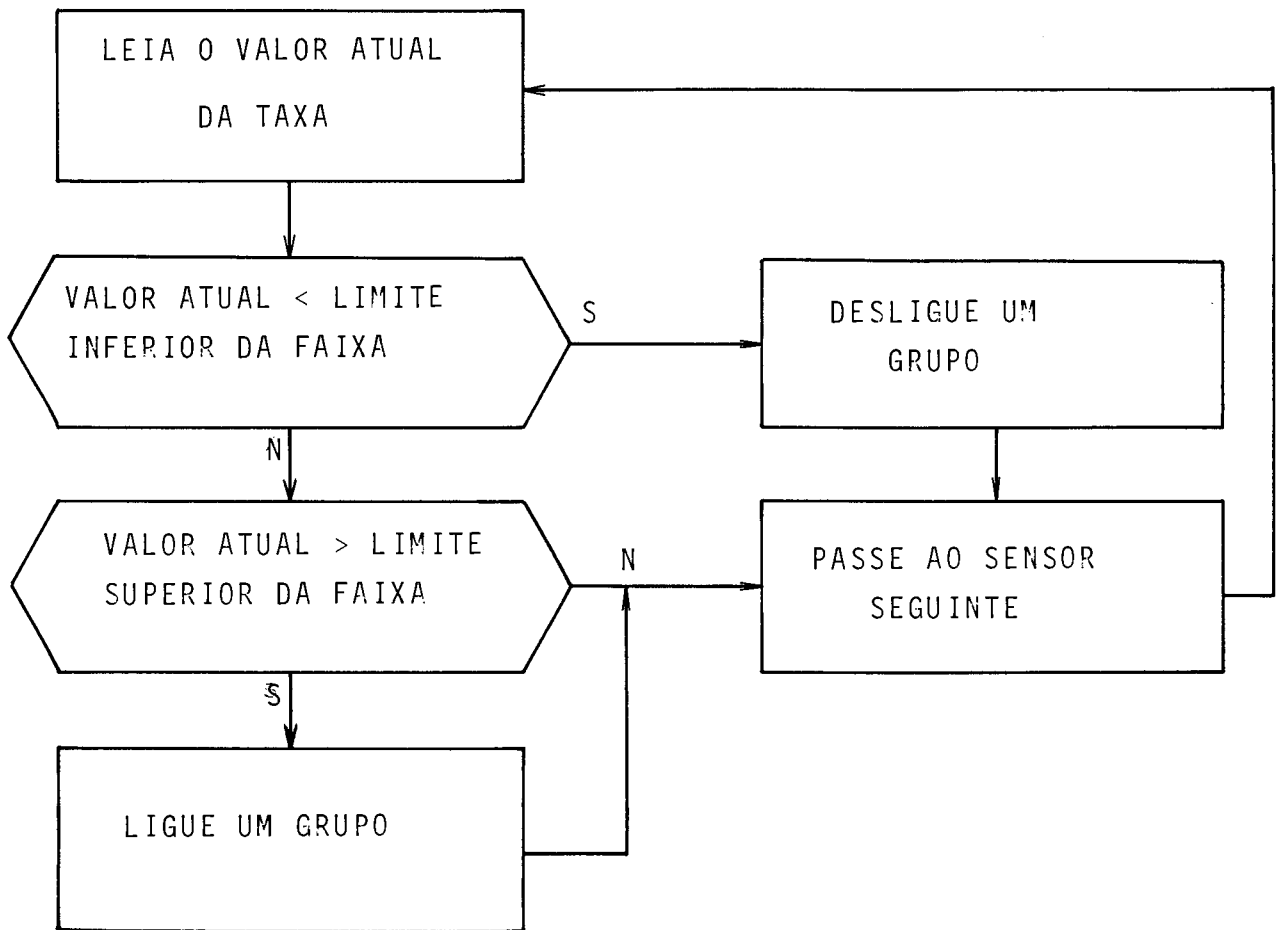 LEIA O VALOR ATUAL
DA TAXA
VALOR ATUAL < LIMITE
INFERIOR DA FAIXA
S
DESLIGUE UM
GRUPO
N
VALOR ATUAL > LIMITE
SUPERIOR DA FAIXA
N
PASSE AO SENSOR
SEGUINTE
S
LIGUE UM GRUPO